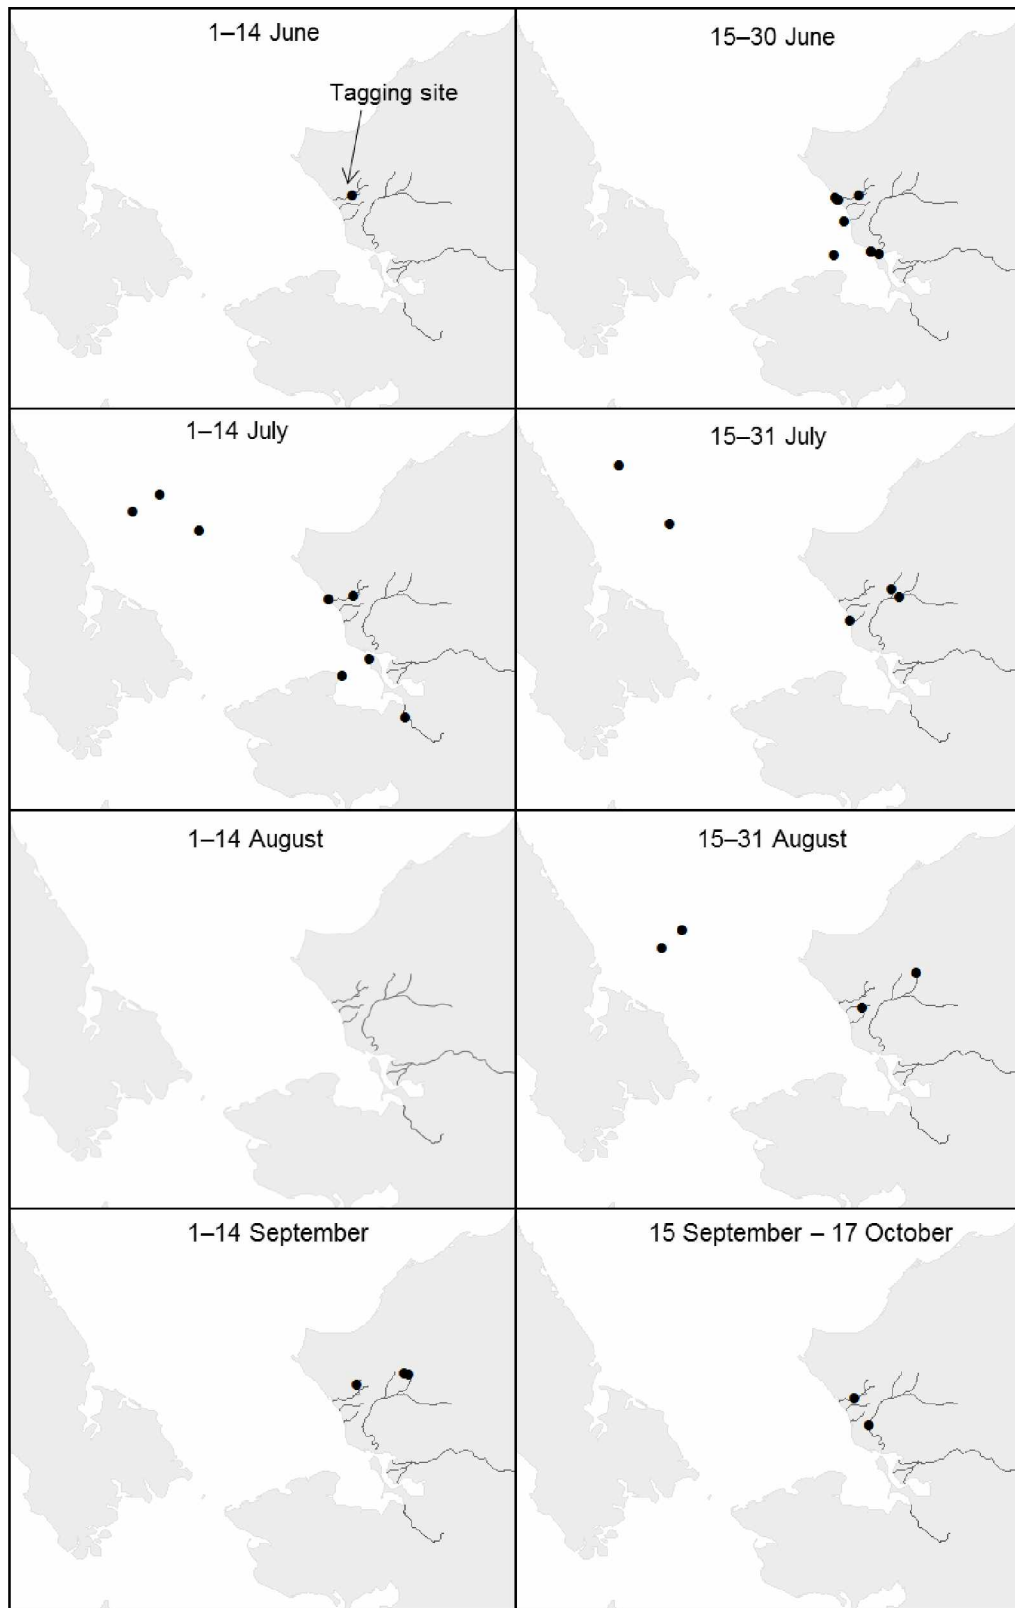 1–14 June
15–30 June
Tagging site
1–14 July
15–31 July
1–14 August
15–31 August
1–14 September
15 September – 17 October